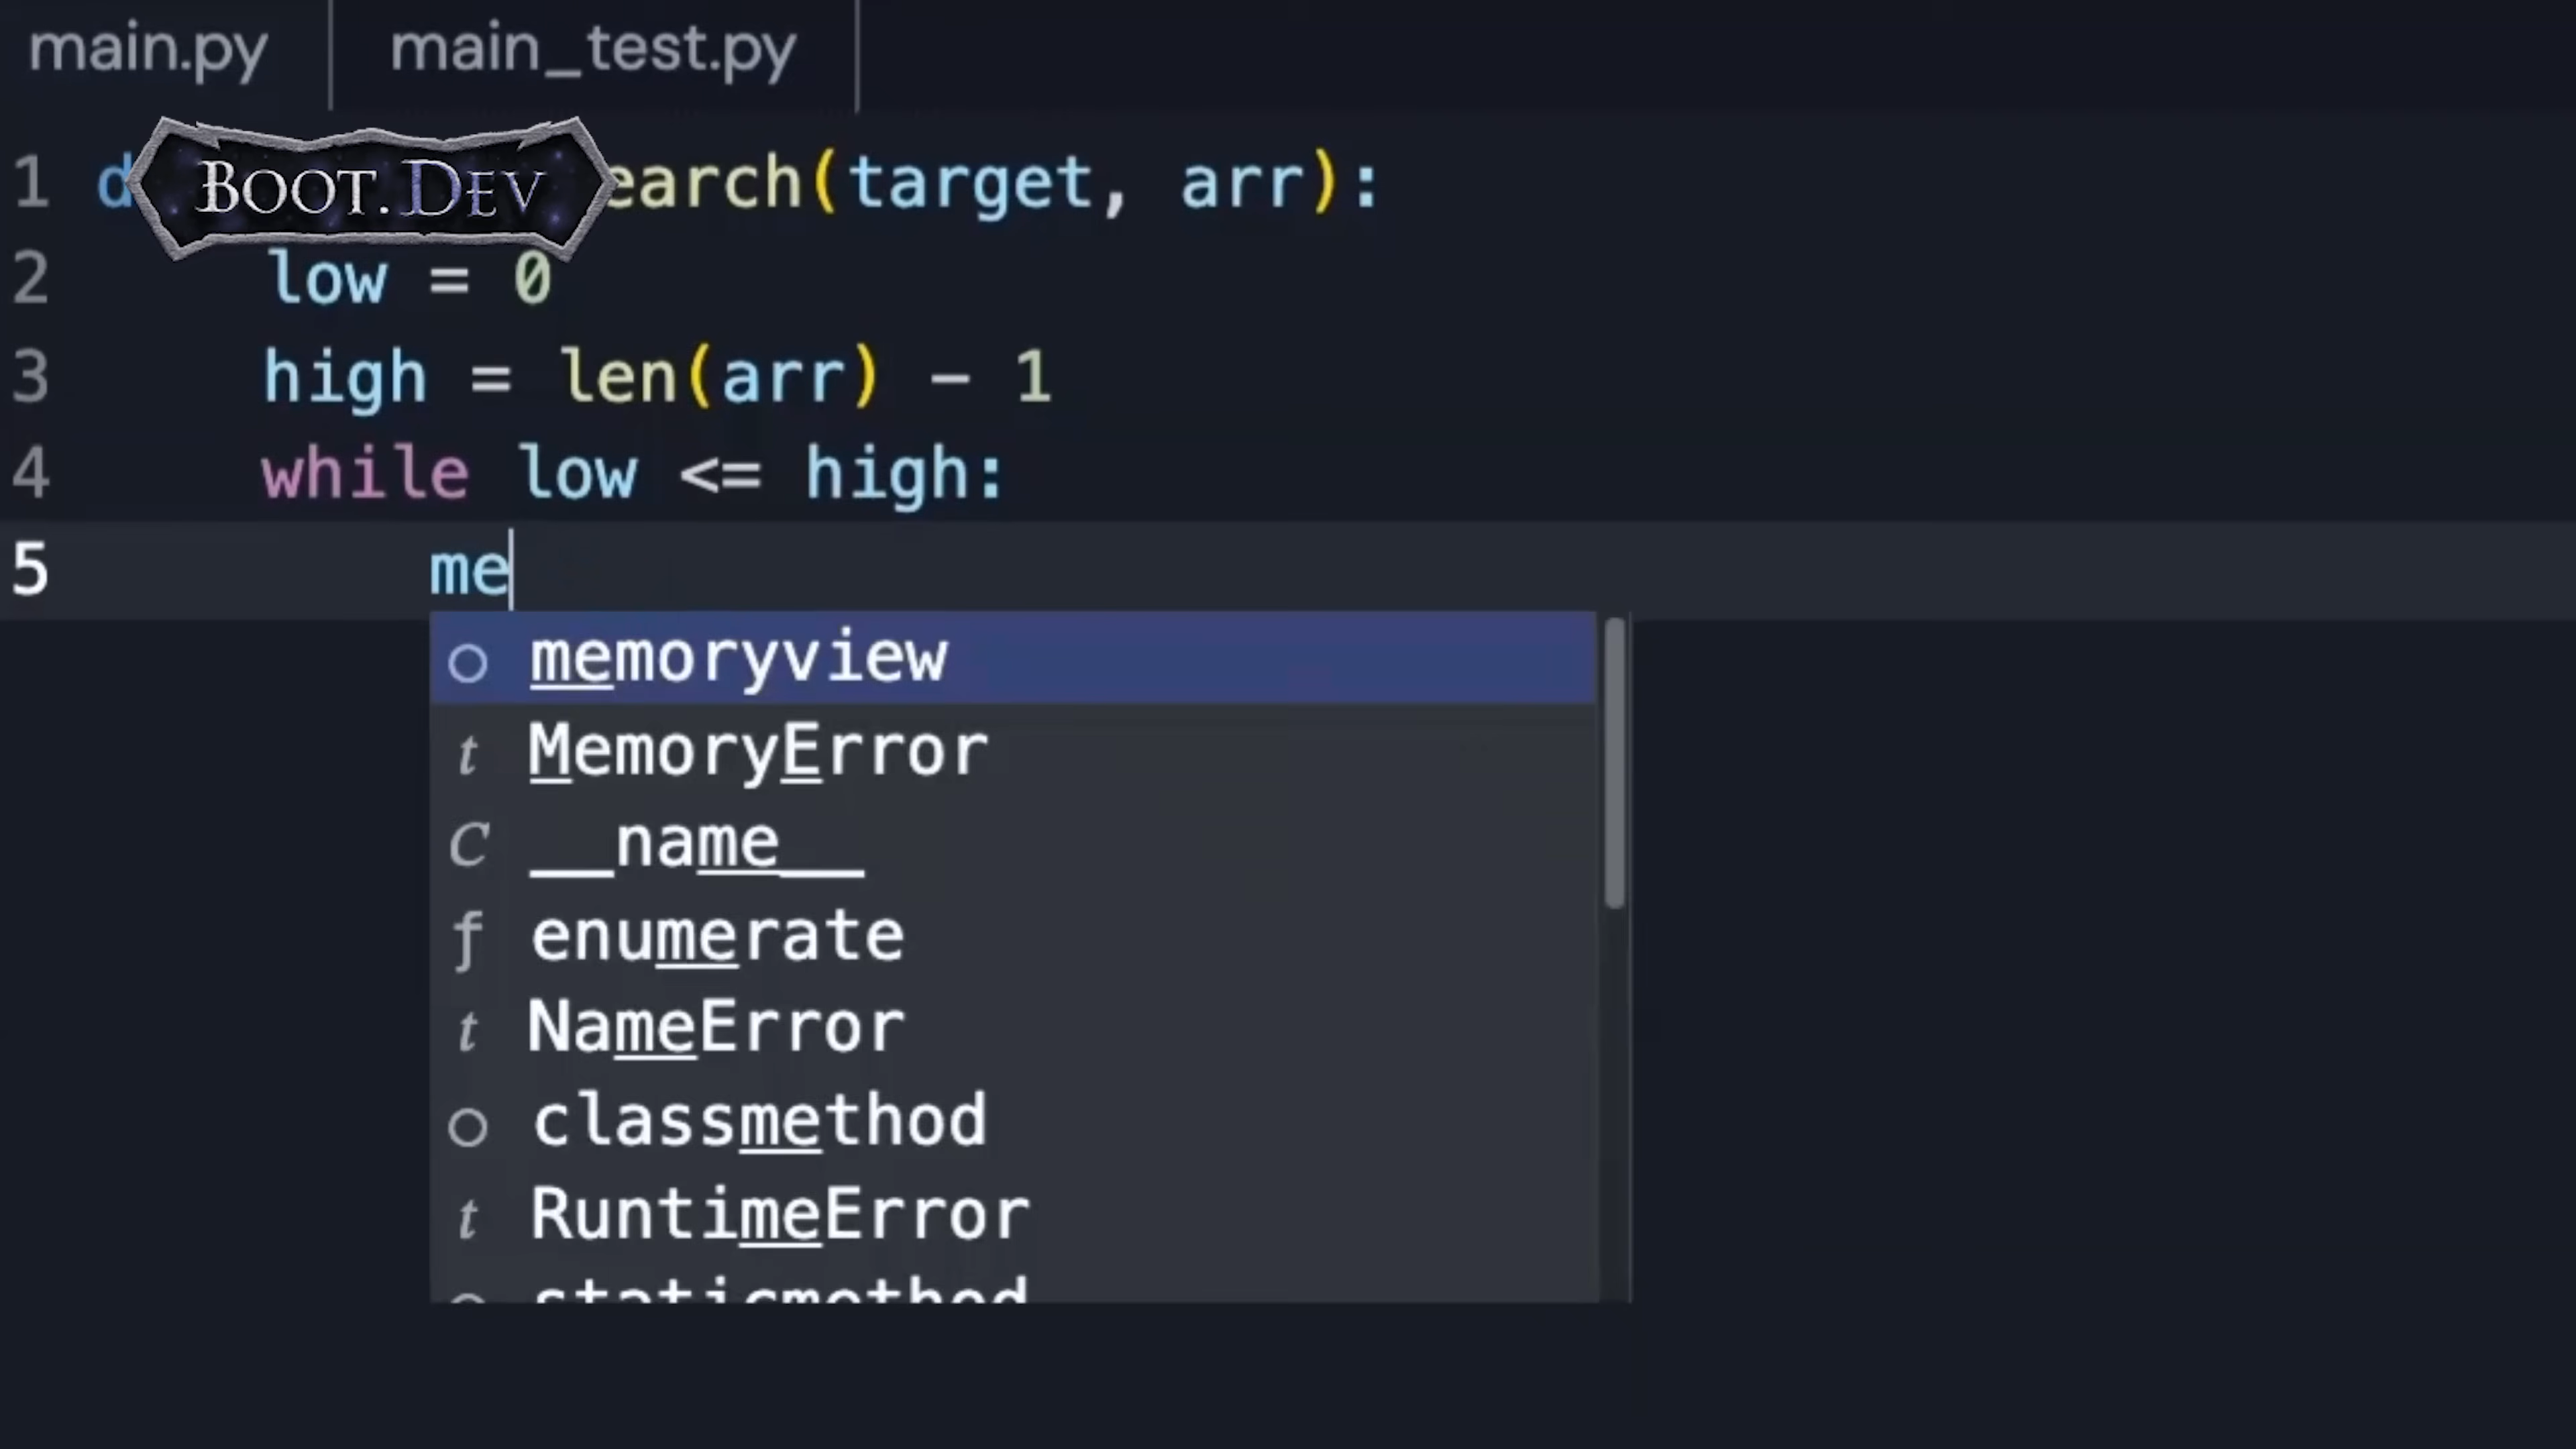 main.py main_test.py
BOOT.DEV
1 d earch(target, arr):
2 low = 0
3 high = len(arr) - 1
4 while low <= high:
5 me
memoryview
t MemoryError
C __name__
ƒ enumerate
t NameError
classmethod
t RuntimeError
staticmethod